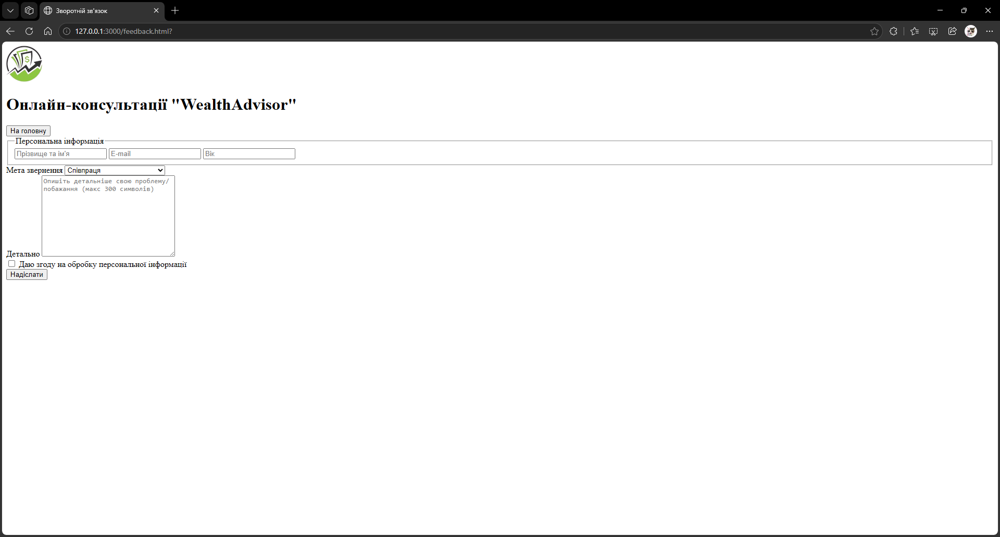 Зворотній зв'язок
127.0.0.1:3000/feedback.html?
$
Онлайн-консультації "WealthAdvisor"
На головну
Персональна інформація
Прізвище та ім'я E-mail Вік
Мета звернення Співпраця
Опишіть детальніше свою проблему/
побажання (макс 300 символів)
Детально
Даю згоду на обробку персональної інформації
Надіслати